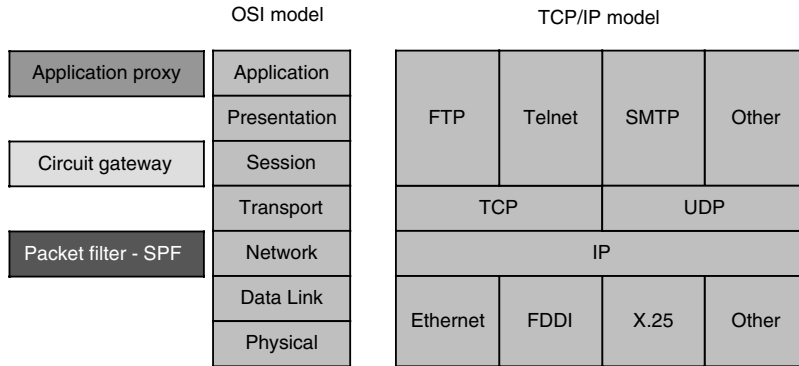 OSI model
TCP/IP model
Application proxy
Application
Presentation
FTP
Telnet
SMTP
Other
Circuit gateway
Session
Transport
TCP
UDP
Packet filter - SPF
Network
IP
Data Link
Ethernet
FDDI
X.25
Other
Physical